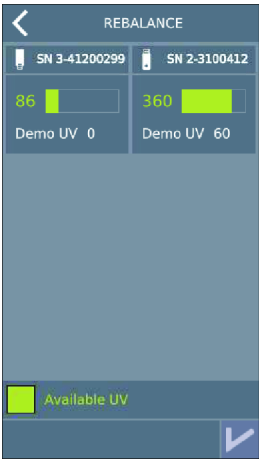 REBALANCE
SN 3-41200299
SN 2-3100412
86
360
Demo UV 0
Demo UV 60
Available UV